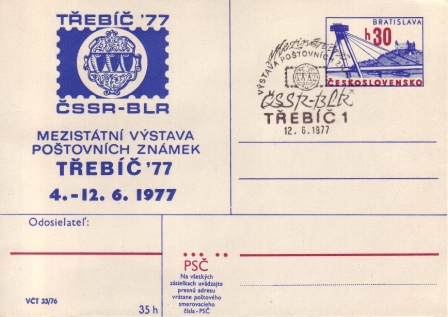 TŘEBÍČ '77
ČSSR-BLR
MEZISTÁTNÍ VÝSTAVA
POŠTOVNÍCH ZNÁMEK
TŘEBÍČ '77
4.-12. 6. 1977
VÝSTAVA POŠTOVNÍCH
ČSSR-BLR
TŘEBÍČ 1
12. 6. 1977
BRATISLAVA
h 30
ČESKOSLOVENSKO
Odosielateľ:
PSČ
Na všetkých
zásielkach uvádzajte
presnú adresu
vrátane poštového
smerovacieho
čísla - PSČ
VČT 33/76
35 h